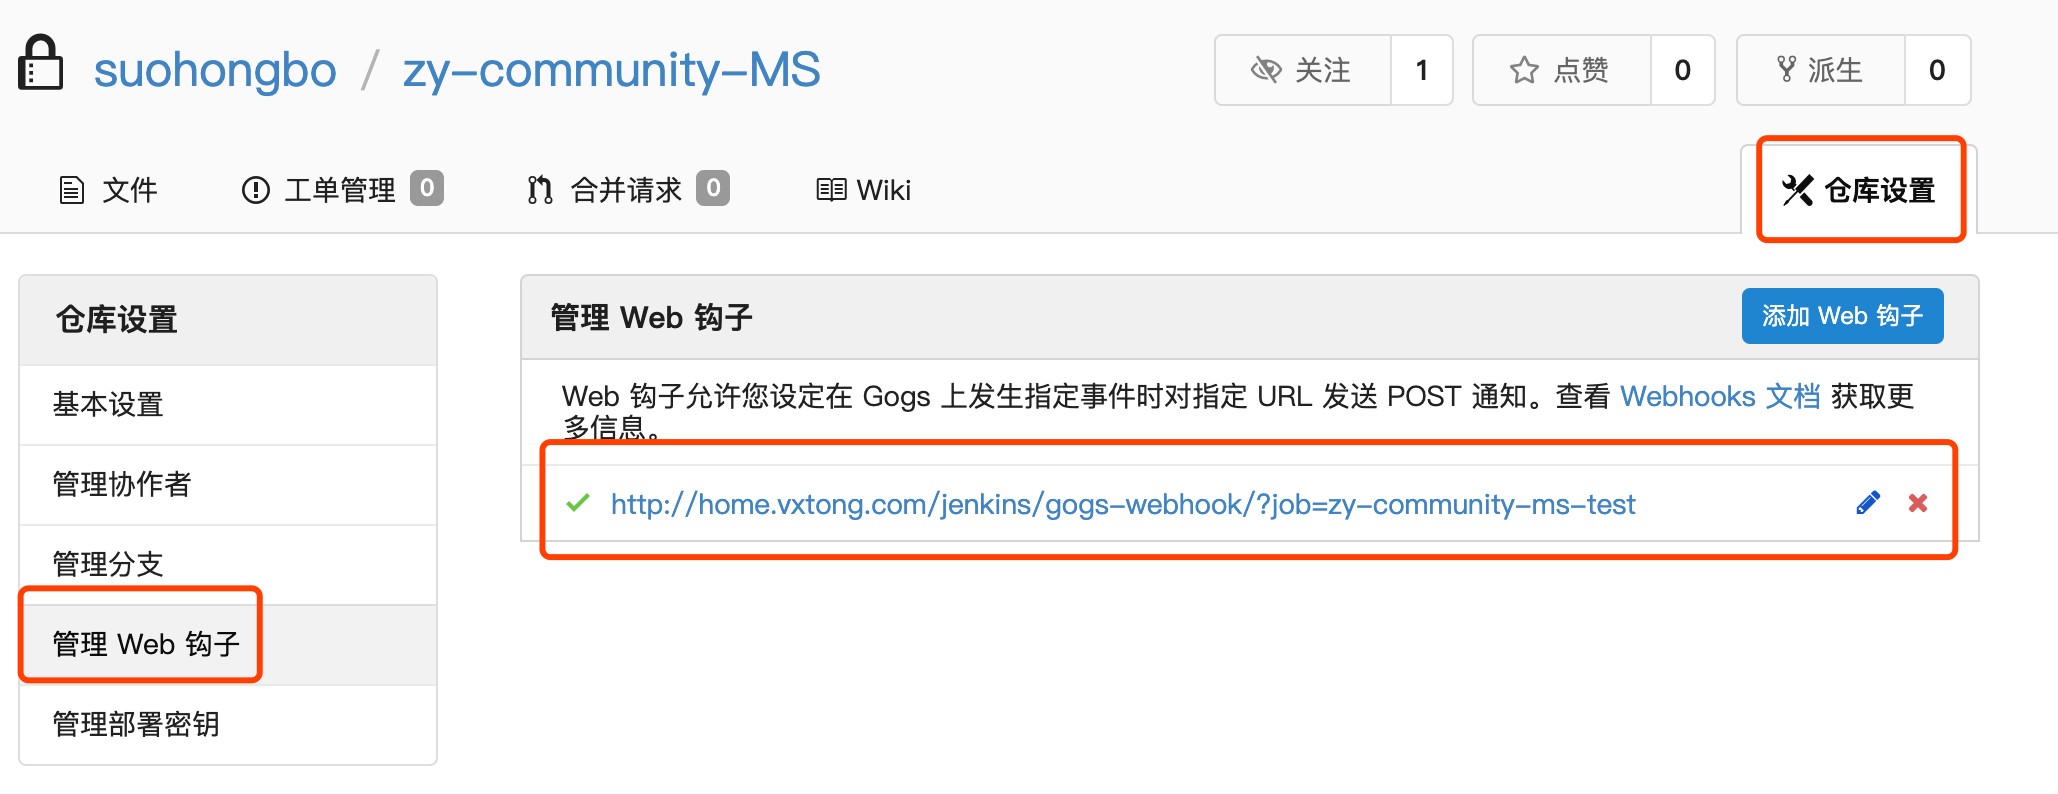 suohongbo / zy-community-MS
关注 1
点赞 0
派生 0
文件
工单管理 0
合并请求 0
Wiki
仓库设置
仓库设置
基本设置
管理协作者
管理分支
管理 Web 钩子
管理部署密钥
管理 Web 钩子
添加 Web 钩子
Web 钩子允许您设定在 Gogs 上发生指定事件时对指定 URL 发送 POST 通知。查看 Webhooks 文档 获取更
多信息。
http://home.vxtong.com/jenkins/gogs-webhook/?job=zy-community-ms-test